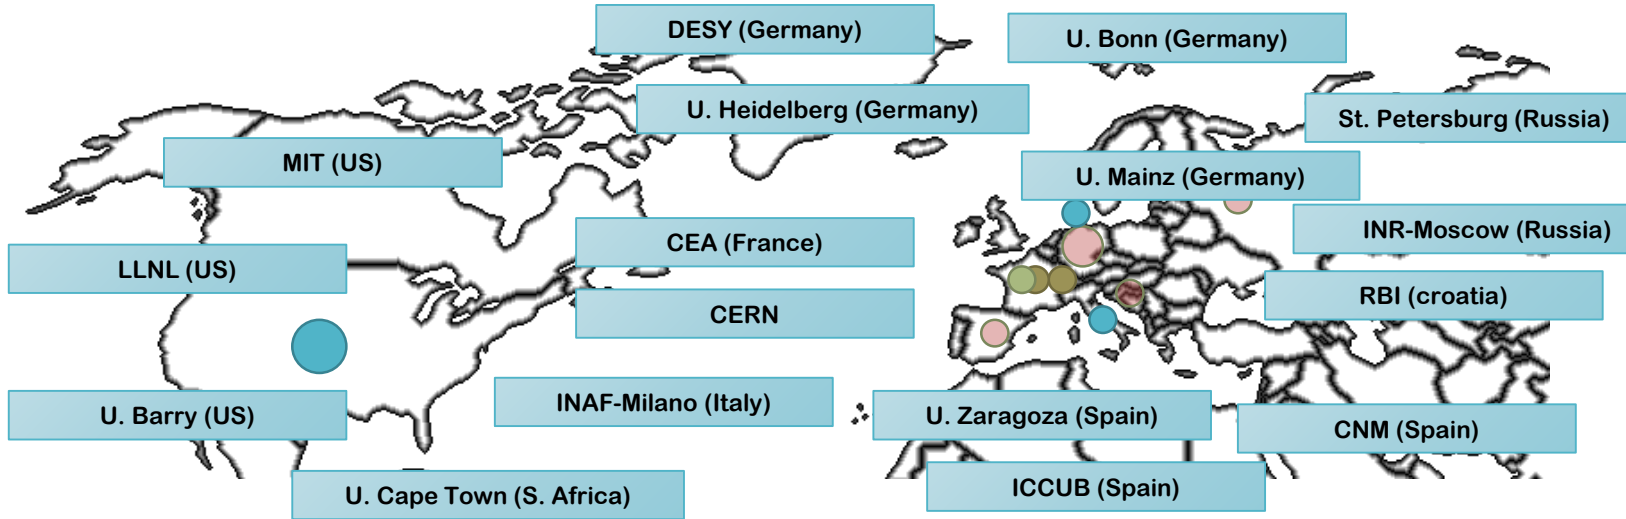 DESY (Germany)
U. Bonn (Germany)
U. Heidelberg (Germany)
St. Petersburg (Russia)
MIT (US)
U. Mainz (Germany)
CEA (France)
INR-Moscow (Russia)
LLNL (US)
RBI (croatia)
CERN
INAF-Milano (Italy)
U. Barry (US)
U. Zaragoza (Spain)
CNM (Spain)
ICCUB (Spain)
U. Cape Town (S. Africa)